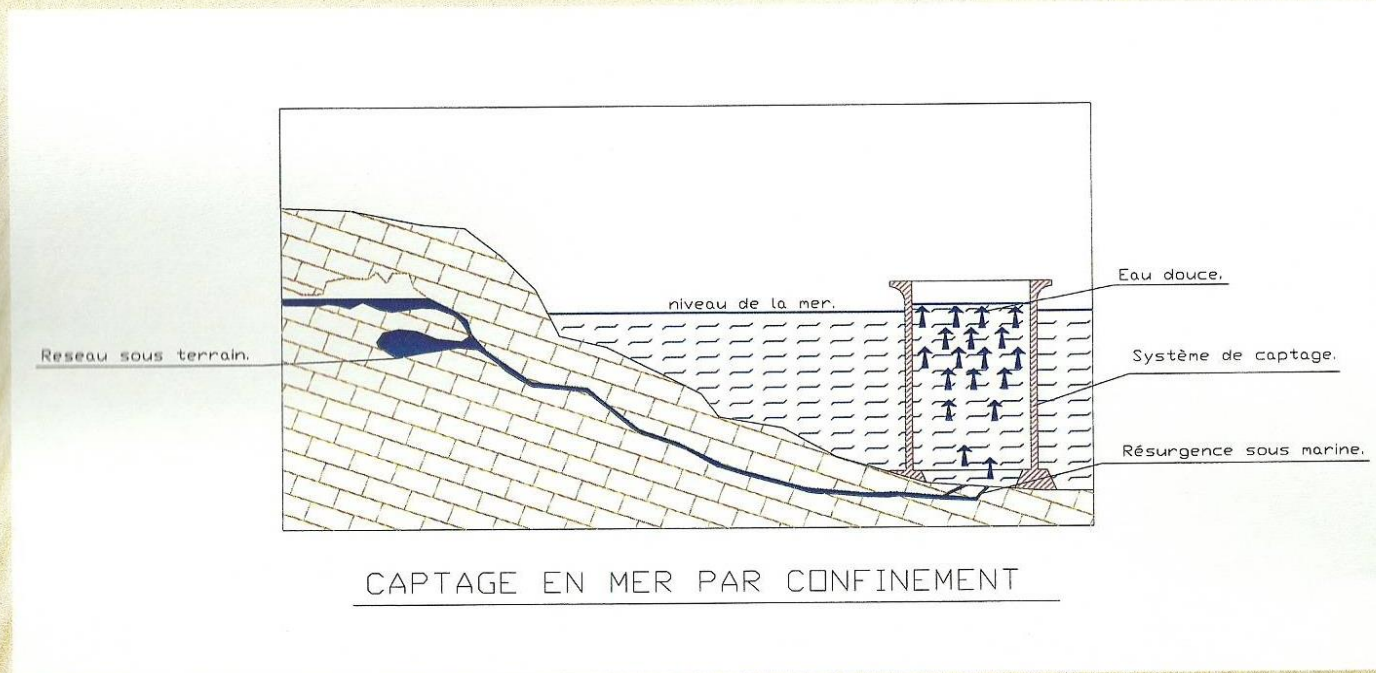 niveau de la mer.
Eau douce.
Reseau sous terrain.
Système de captage.
Résurgence sous marine.
CAPTAGE EN MER PAR CONFINEMENT